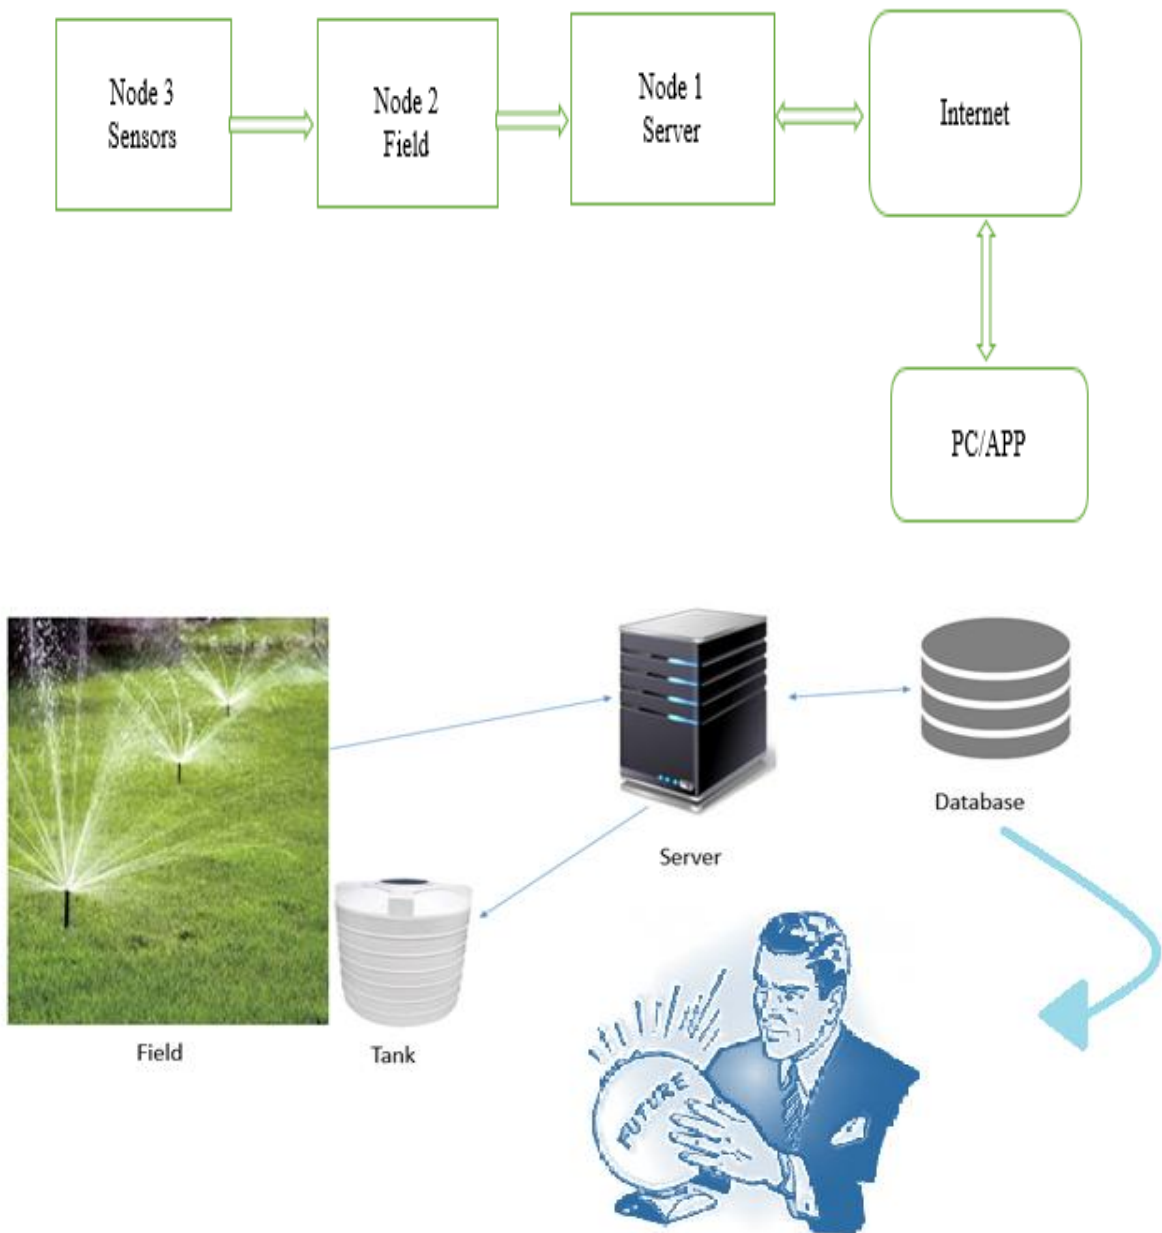 Node 3
Sensors
Node 2
Field
Node 1
Server
Internet
PC/APP
Server
Database
Field
Tank
FUTURE